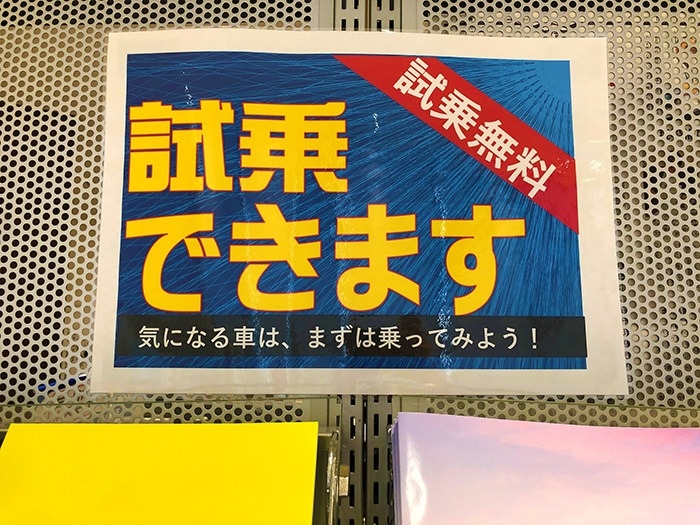 試乗無料
試乗
できます
気になる車は、まずは乗ってみよう！